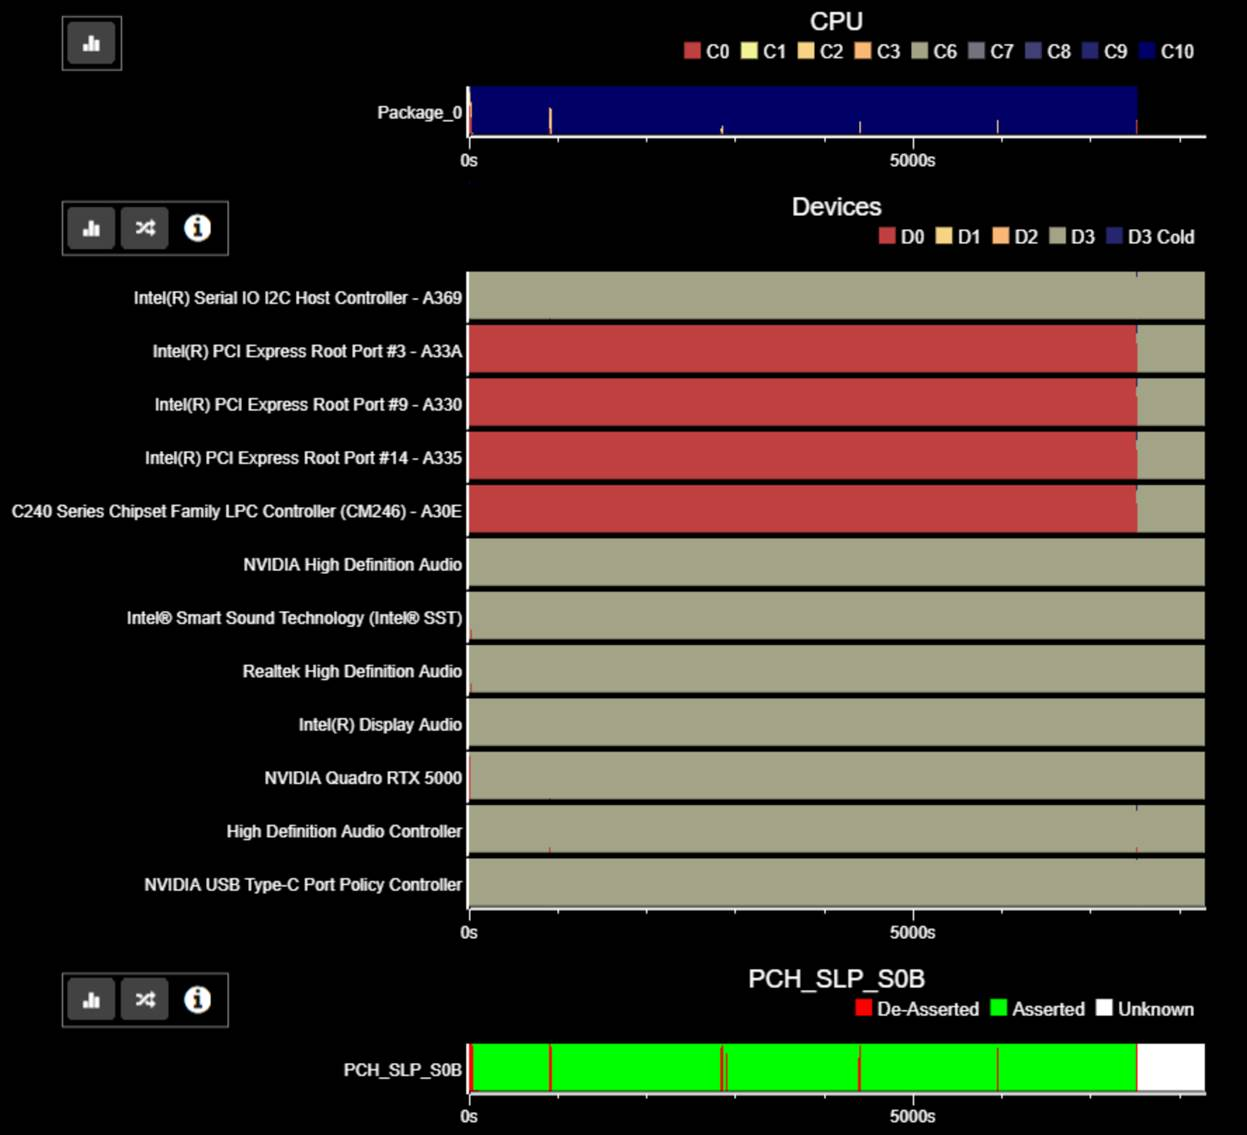 CPU
C0 C1 C2 C3 C6 C7 C8 C9 C10
Package_0
0s 5000s
Devices
D0 D1 D2 D3 D3 Cold
Intel(R) Serial IO I2C Host Controller - A369
Intel(R) PCI Express Root Port #3 - A33A
Intel(R) PCI Express Root Port #9 - A330
Intel(R) PCI Express Root Port #14 - A335
C240 Series Chipset Family LPC Controller (CM246) - A30E
NVIDIA High Definition Audio
Intel® Smart Sound Technology (Intel® SST)
Realtek High Definition Audio
Intel(R) Display Audio
NVIDIA Quadro RTX 5000
High Definition Audio Controller
NVIDIA USB Type-C Port Policy Controller
0s 5000s
PCH_SLP_S0B
De-Asserted Asserted Unknown
PCH_SLP_S0B
0s 5000s